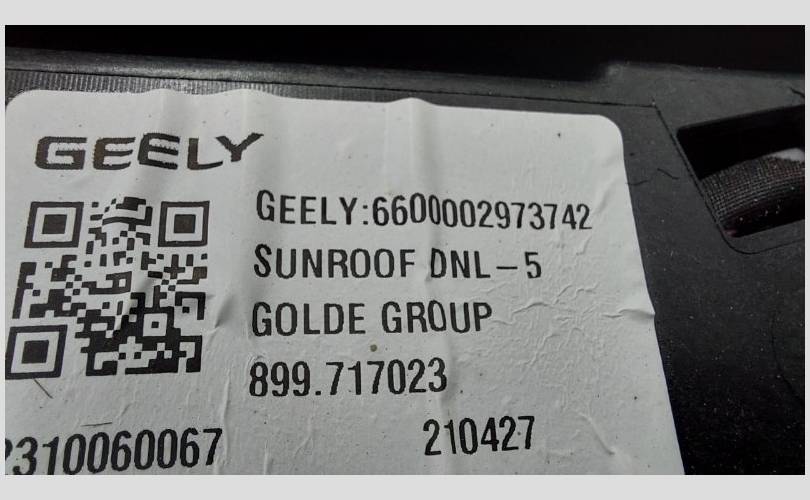 GEELY
GEELY:6600002973742
SUNROOF DNL-5
GOLDE GROUP
899.717023
310060067 210427